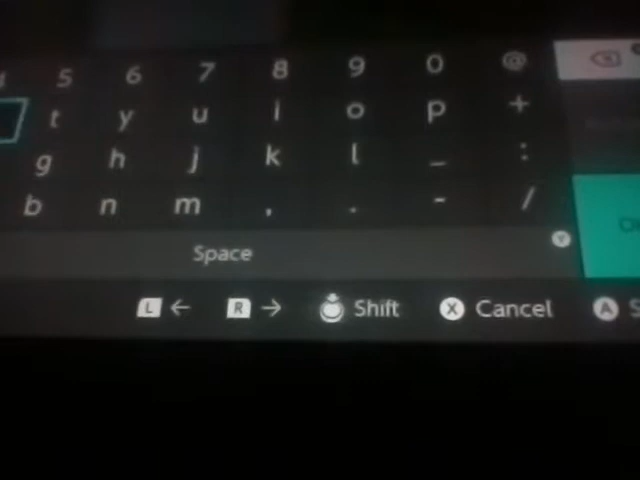 5 6 7 8 9 0 @
t y u i o p +
g h j k l _ :
b n m , . - /
Space Y
L ← R → Shift X Cancel A S